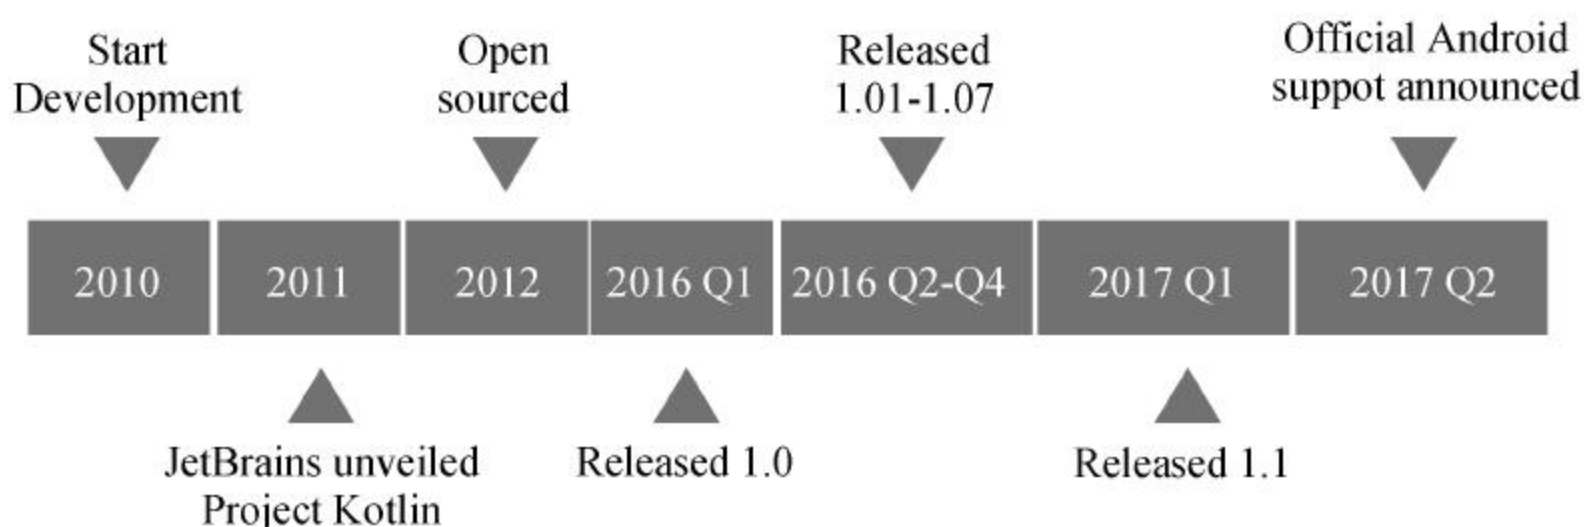 Start
Development
Open
sourced
Released
1.01-1.07
Official Android
suppot announced
2010
2011
2012
2016 Q1
2016 Q2-Q4
2017 Q1
2017 Q2
JetBrains unveiled
Project Kotlin
Released 1.0
Released 1.1